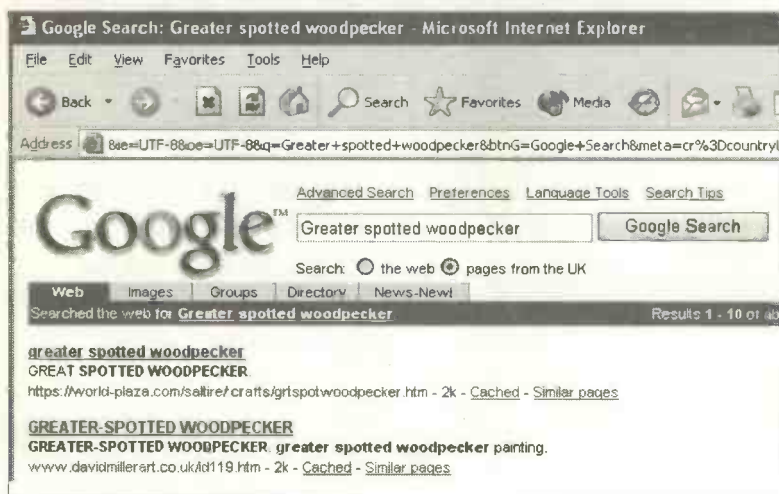 Google Search: Greater spotted woodpecker - Microsoft Internet Explorer
File Edit View Favorites Tools Help
Back Search Favorites Media
Address &ie=UTF-8&oe=UTF-8&q=Greater+spotted+woodpecker&btnG=Google+Search&meta=cr%3Dcountry
Advanced Search Preferences Language Tools Search Tips
Google™ Greater spotted woodpecker Google Search
Search: the web pages from the UK
Web Images Groups Directory News-New!
Searched the web for Greater spotted woodpecker. Results 1 - 10 of
greater spotted woodpecker
GREAT SPOTTED WOODPECKER.
https://world-plaza.com/saltire/crafts/grtspotwoodpecker.htm - 2k - Cached - Similar pages
GREATER-SPOTTED WOODPECKER
GREATER-SPOTTED WOODPECKER. greater spotted woodpecker painting.
www.davidmillerart.co.uk/id119.htm - 2k - Cached - Similar pages